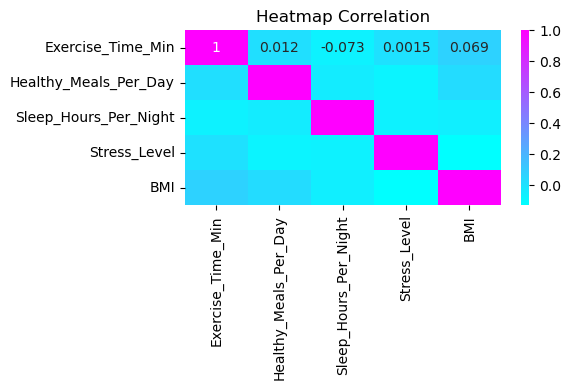 Heatmap Correlation
Exercise_Time_Min 1 0.012 -0.073 0.0015 0.069
Healthy_Meals_Per_Day
Sleep_Hours_Per_Night
Stress_Level
BMI
1.0
0.8
0.6
0.4
0.2
0.0
Exercise_Time_Min
Healthy_Meals_Per_Day
Sleep_Hours_Per_Night
Stress_Level
BMI